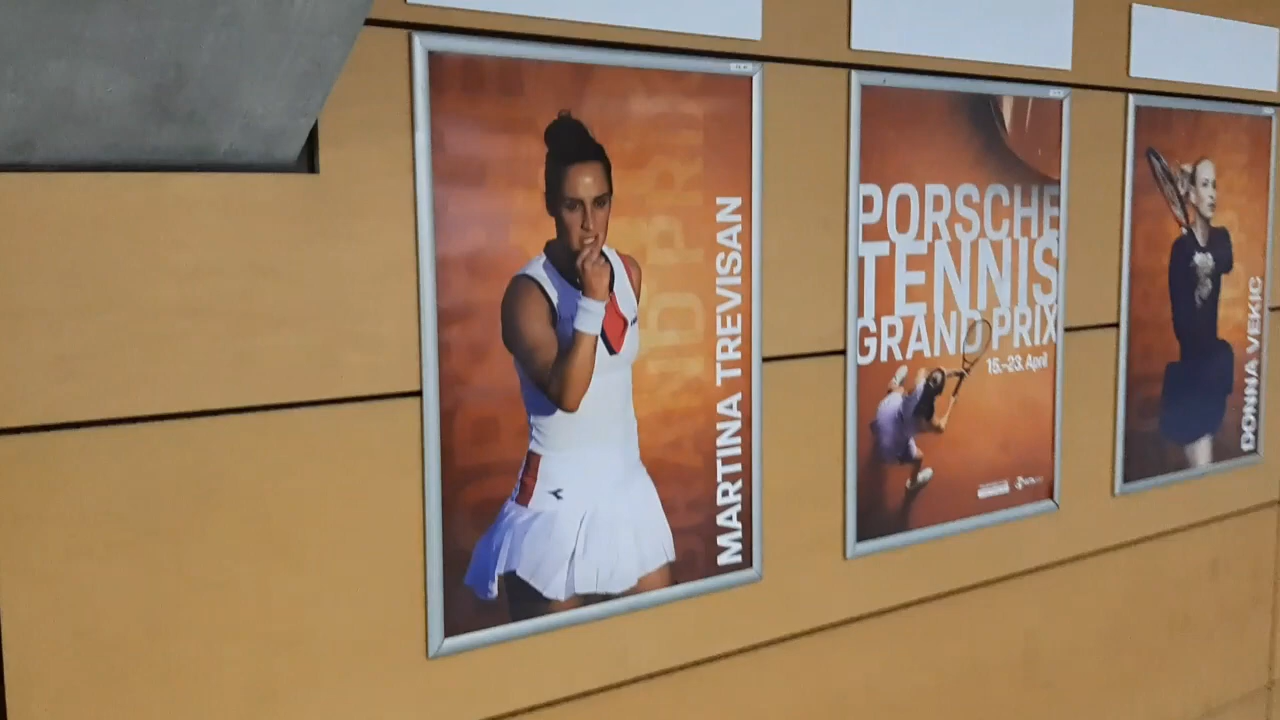 MARTINA TREVISAN
PORSCHE
TENNIS
GRAND PRIX
15.–23. April
DONNA VEKIC